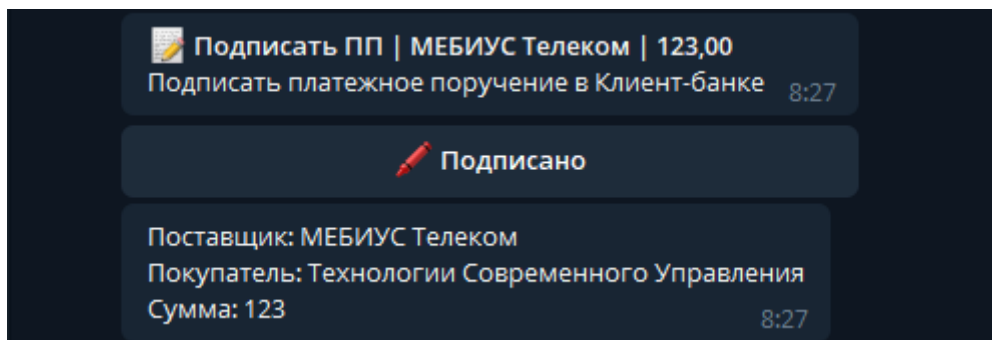 Подписать ПП | МЕБИУС Телеком | 123,00
Подписать платежное поручение в Клиент-банке 8:27
Подписано
Поставщик: МЕБИУС Телеком
Покупатель: Технологии Современного Управления
Сумма: 123 8:27